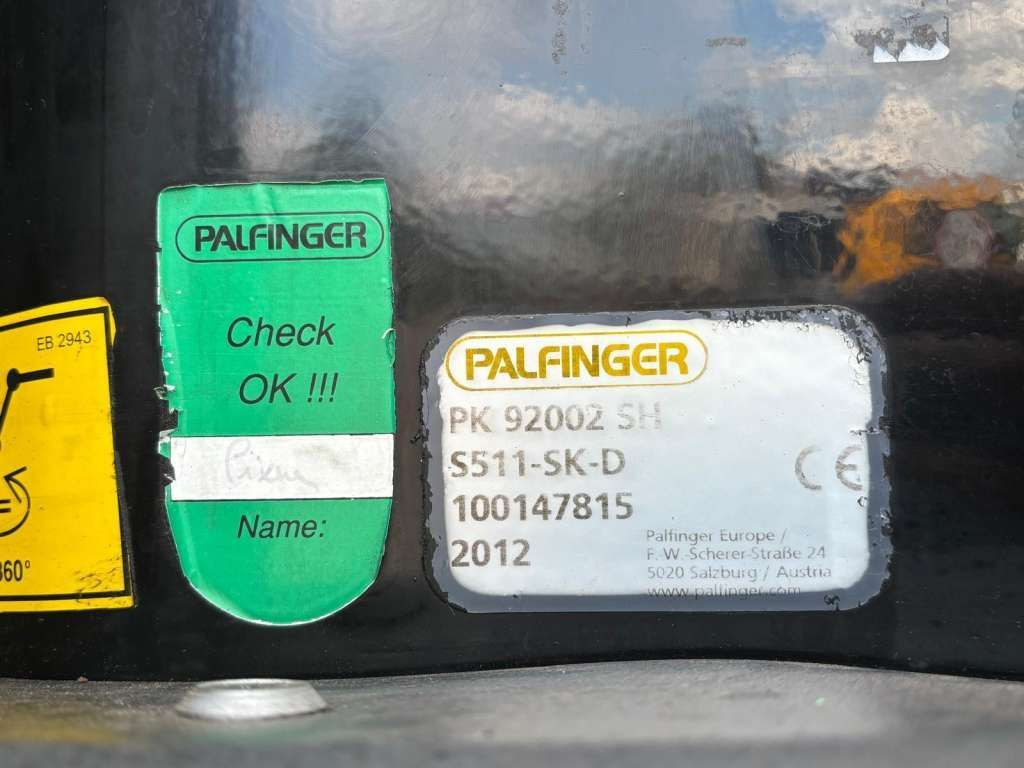 EB 2943
360°
PALFINGER
Check
OK !!!
Name:
PALFINGER
PK 92002 SH
S511-SK-D
100147815
2012
CE
Palfinger Europe /
F.-W.-Scherer-Straße 24
5020 Salzburg / Austria
www.palfinger.com